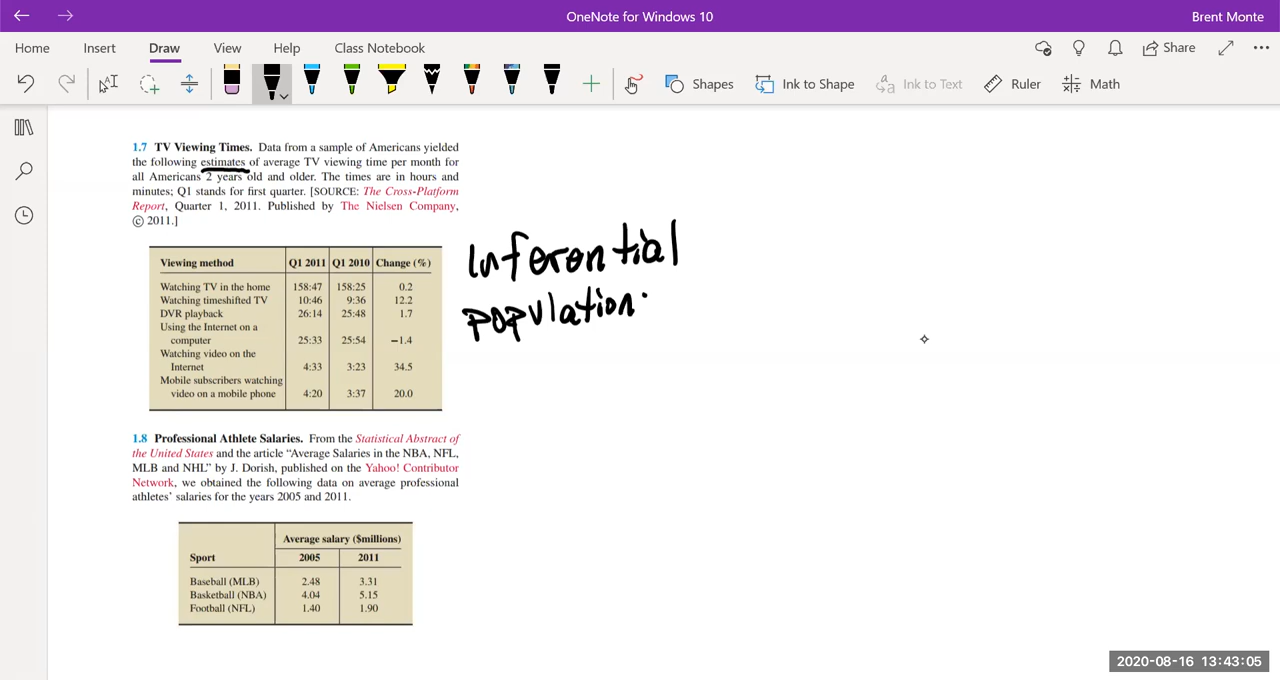 OneNote for Windows 10
Brent Monte
Home Insert Draw View Help Class Notebook Share
Shapes Ink to Shape Ink to Text Ruler Math
1.7 TV Viewing Times. Data from a sample of Americans yielded
the following estimates of average TV viewing time per month for
all Americans 2 years old and older. The times are in hours and
minutes; Q1 stands for first quarter. [SOURCE: The Cross-Platform
Report, Quarter 1, 2011. Published by The Nielsen Company,
© 2011.]
Viewing method Q1 2011 Q1 2010 Change (%)
Watching TV in the home 158:47 158:25 0.2
Watching timeshifted TV 10:46 9:36 12.2
DVR playback 26:14 25:48 1.7
Using the Internet on a
computer 25:33 25:54 −1.4
Watching video on the
Internet 4:33 3:23 34.5
Mobile subscribers watching
video on a mobile phone 4:20 3:37 20.0
Inferential
population:
1.8 Professional Athlete Salaries. From the Statistical Abstract of
the United States and the article “Average Salaries in the NBA, NFL,
MLB and NHL” by J. Dorish, published on the Yahoo! Contributor
Network, we obtained the following data on average professional
athletes’ salaries for the years 2005 and 2011.
Average salary ($millions)
Sport 2005 2011
Baseball (MLB) 2.48 3.31
Basketball (NBA) 4.04 5.15
Football (NFL) 1.40 1.90
2020-08-16 13:43:05